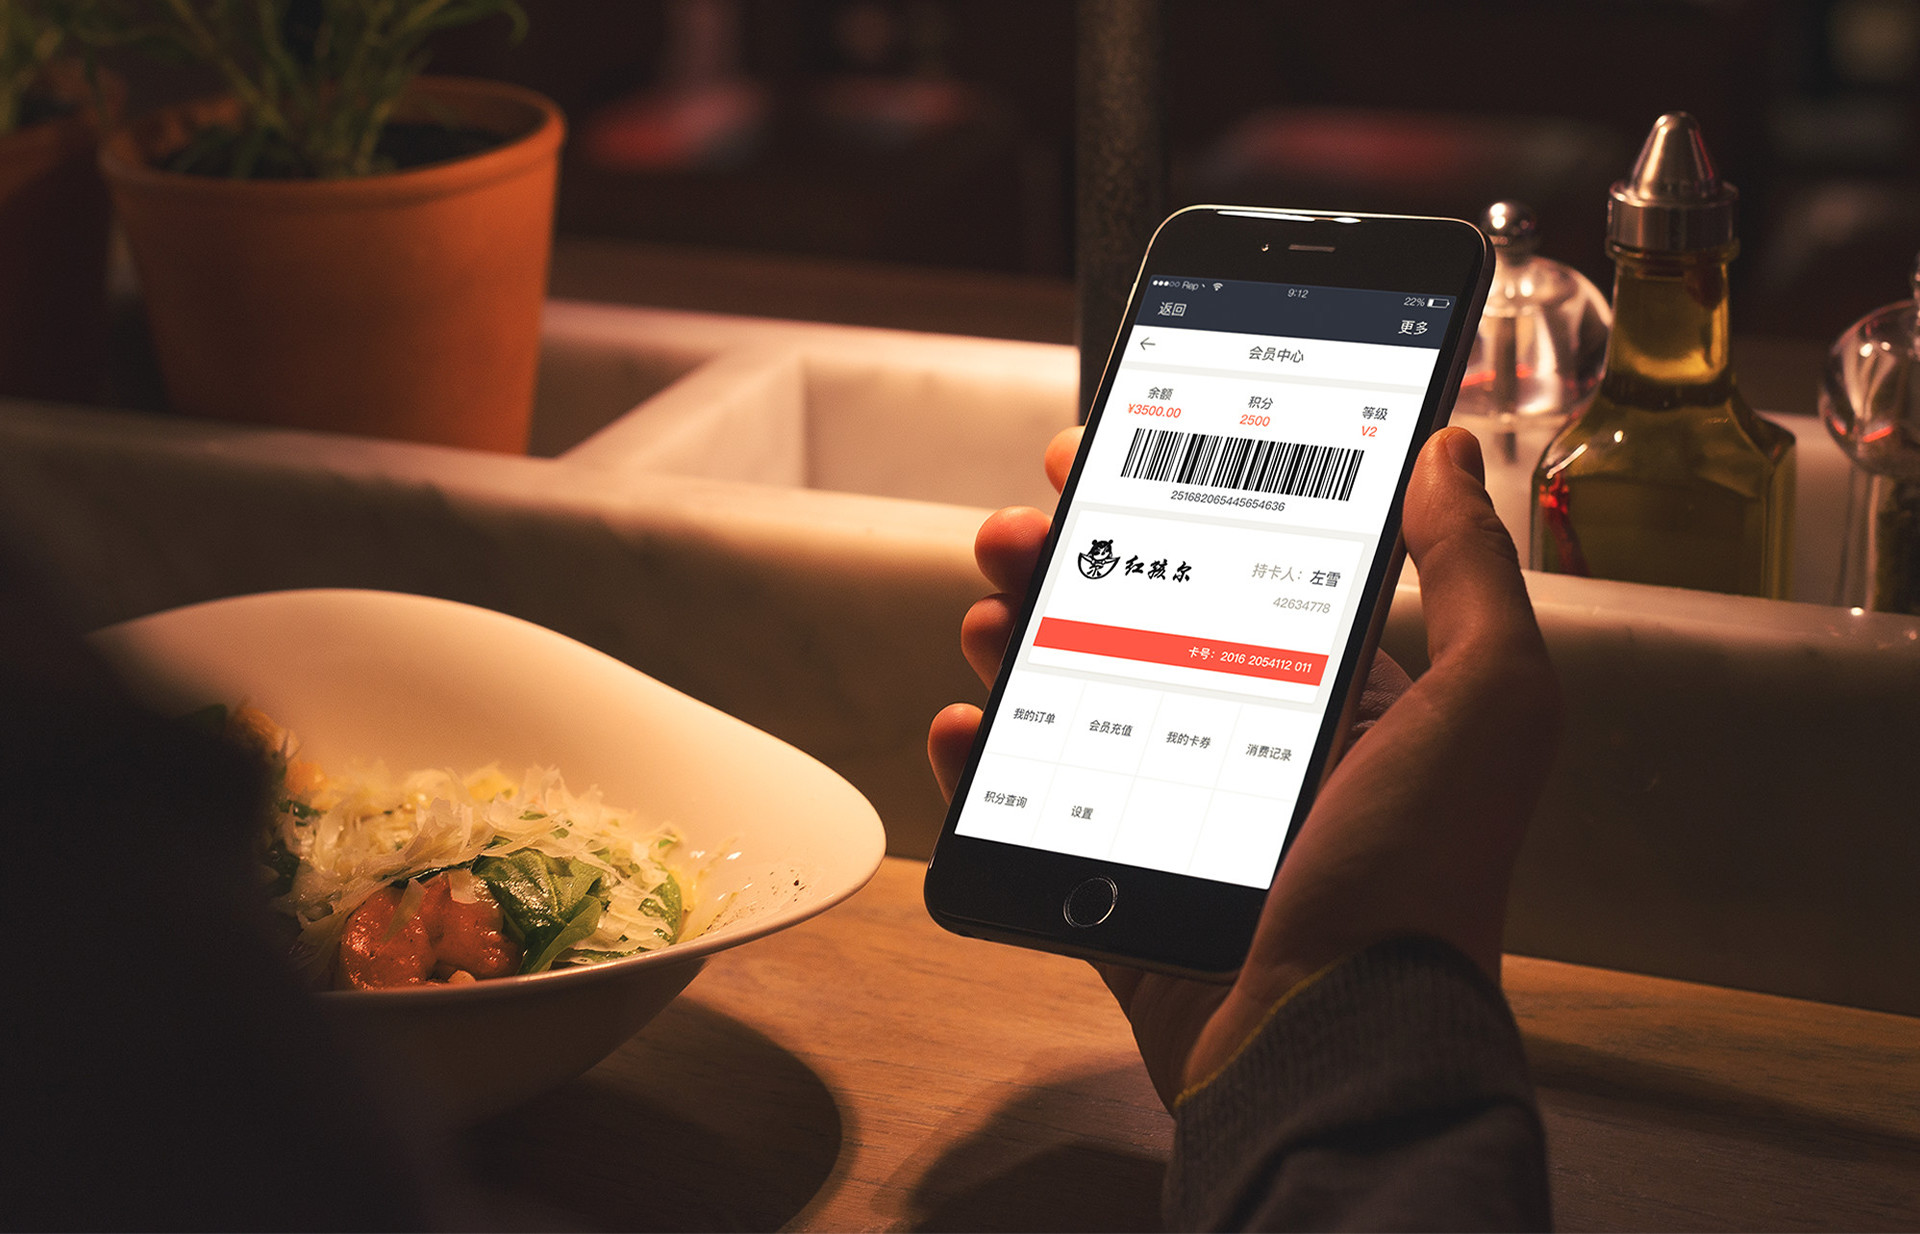 9:12
22%
返回
更多
会员中心
余额
积分
等级
¥3500.00
2500
V2
251682065445654636
红孩尔
持卡人：左雪
42634778
卡号：2016 2054112 011
我的订单
会员充值
我的卡券
消费记录
积分查询
设置